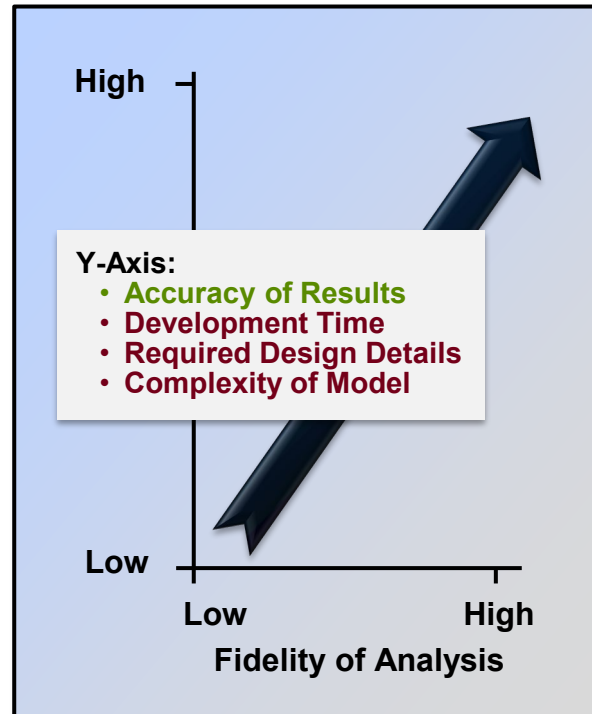 High
Y-Axis:
• Accuracy of Results
• Development Time
• Required Design Details
• Complexity of Model
Low
Low High
Fidelity of Analysis